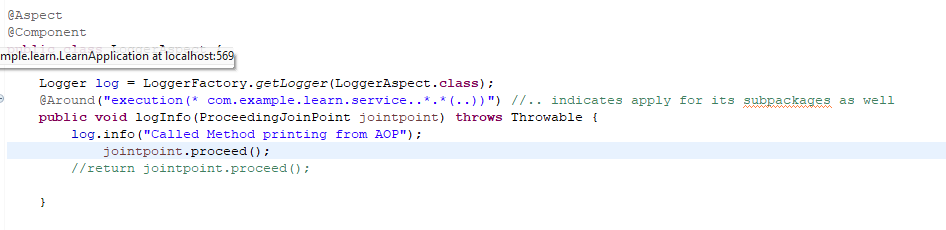 @Aspect
@Component
mple.learn.LearnApplication at localhost:569
Logger log = LoggerFactory.getLogger(LoggerAspect.class);
@Around("execution(* com.example.learn.service..*.*(..))") //.. indicates apply for its subpackages as well
public void logInfo(ProceedingJoinPoint jointpoint) throws Throwable {
log.info("Called Method printing from AOP");
jointpoint.proceed();
//return jointpoint.proceed();
}